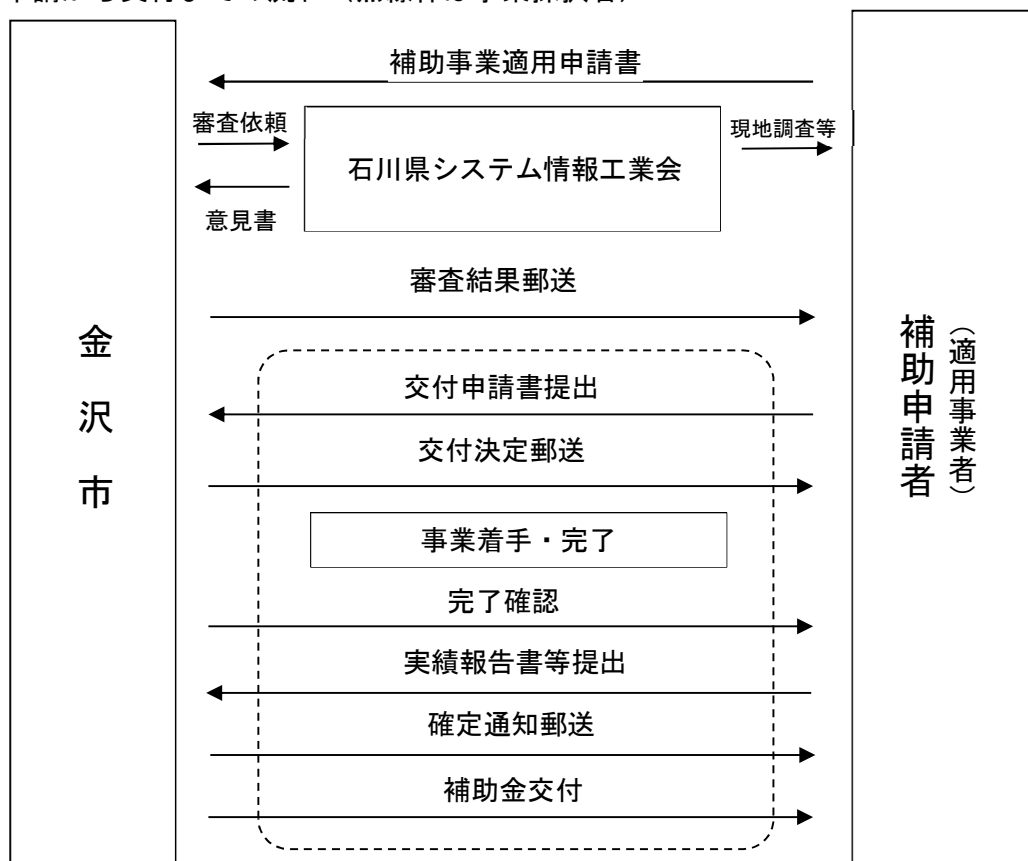 補助事業適用申請書
審査依頼
現地調査等
石川県システム情報工業会
意見書
審査結果郵送
金沢市
補助申請者
（適用事業者）
交付申請書提出
交付決定郵送
事業着手・完了
完了確認
実績報告書等提出
確定通知郵送
補助金交付